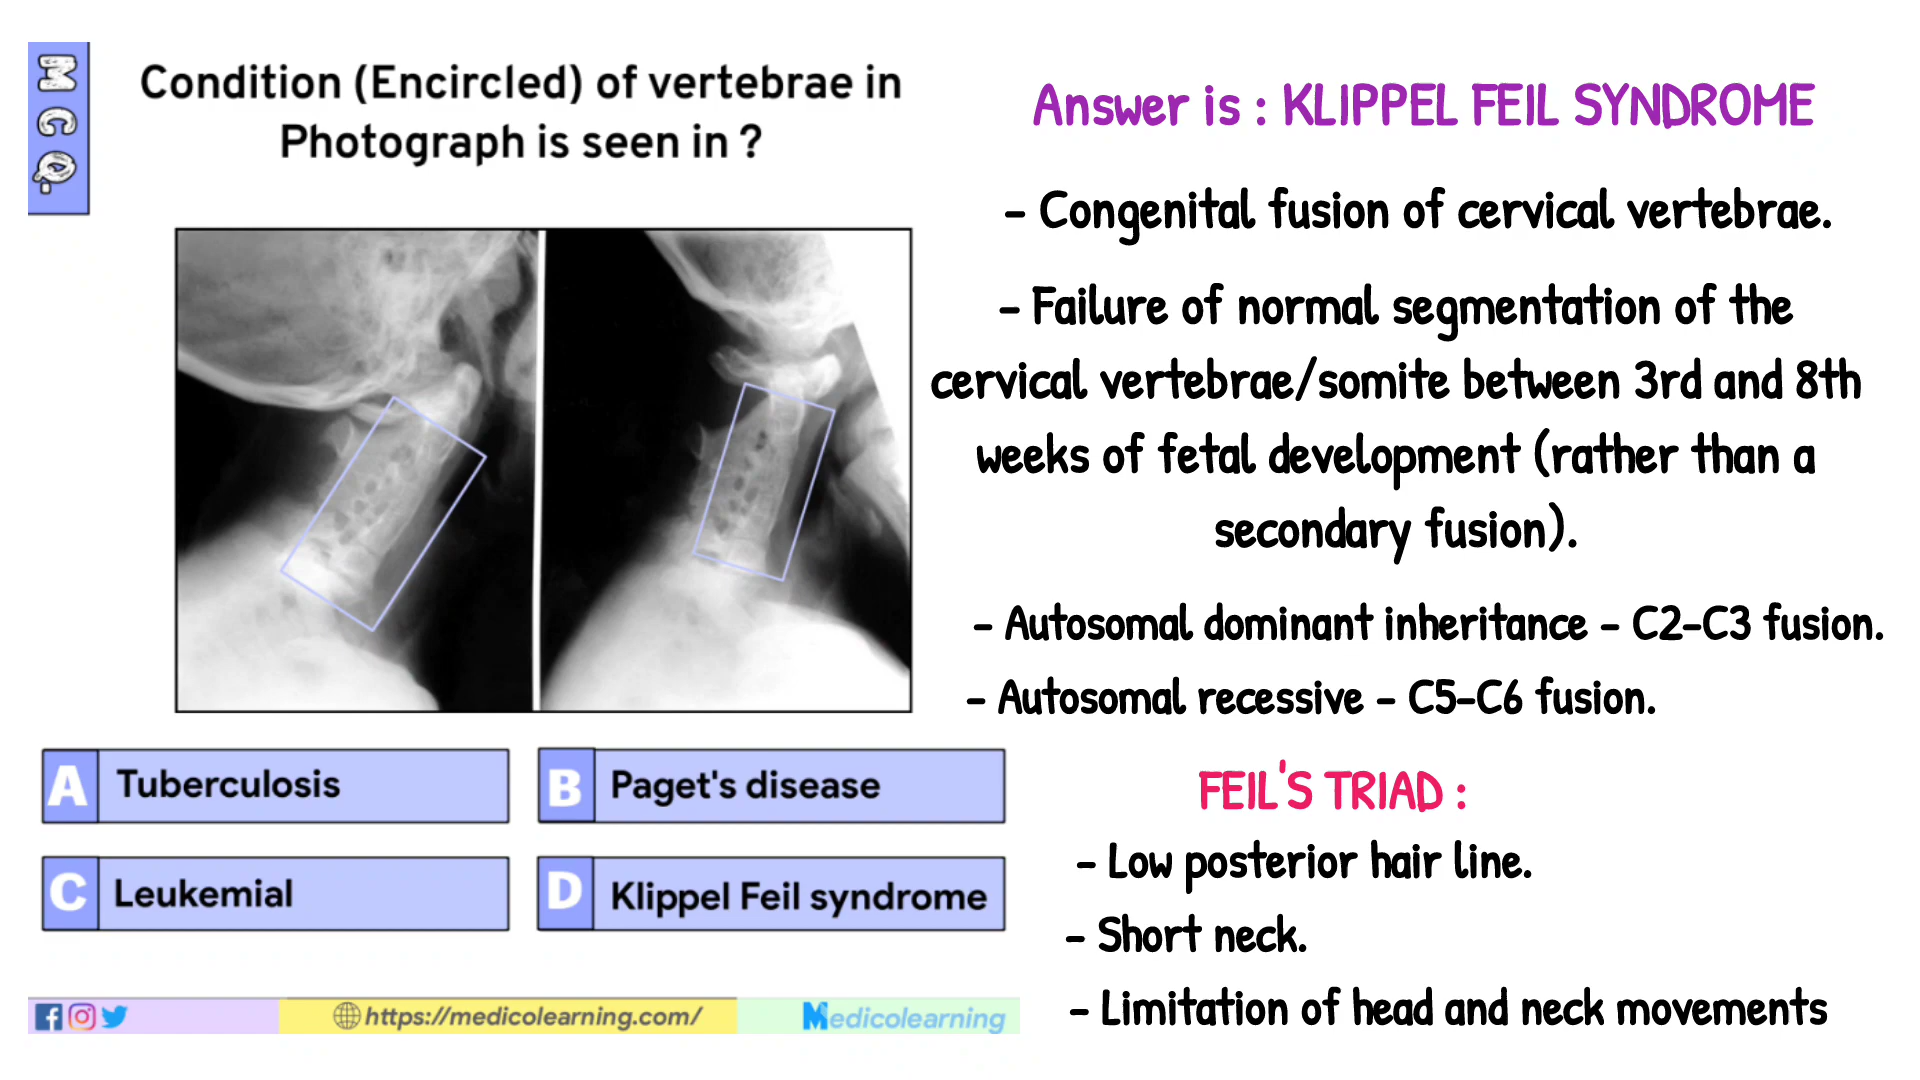 MCQ
Condition (Encircled) of vertebrae in
Photograph is seen in ?
A Tuberculosis
B Paget's disease
C Leukemial
D Klippel Feil syndrome
https://medicolearning.com/
Medicolearning
Answer is : KLIPPEL FEIL SYNDROME
- Congenital fusion of cervical vertebrae.
- Failure of normal segmentation of the
cervical vertebrae/somite between 3rd and 8th
weeks of fetal development (rather than a
secondary fusion).
- Autosomal dominant inheritance - C2-C3 fusion.
- Autosomal recessive - C5-C6 fusion.
FEIL'S TRIAD :
- Low posterior hair line.
- Short neck.
- Limitation of head and neck movements